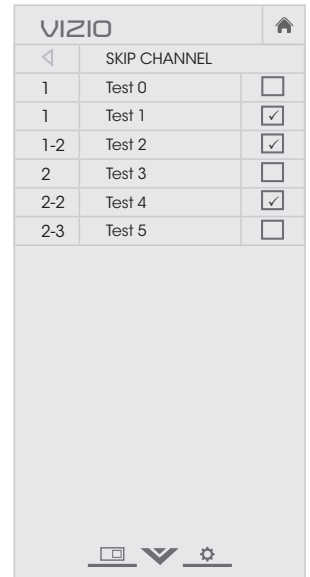 VIZIO
SKIP CHANNEL
1 Test 0
1 Test 1
1-2 Test 2
2 Test 3
2-2 Test 4
2-3 Test 5